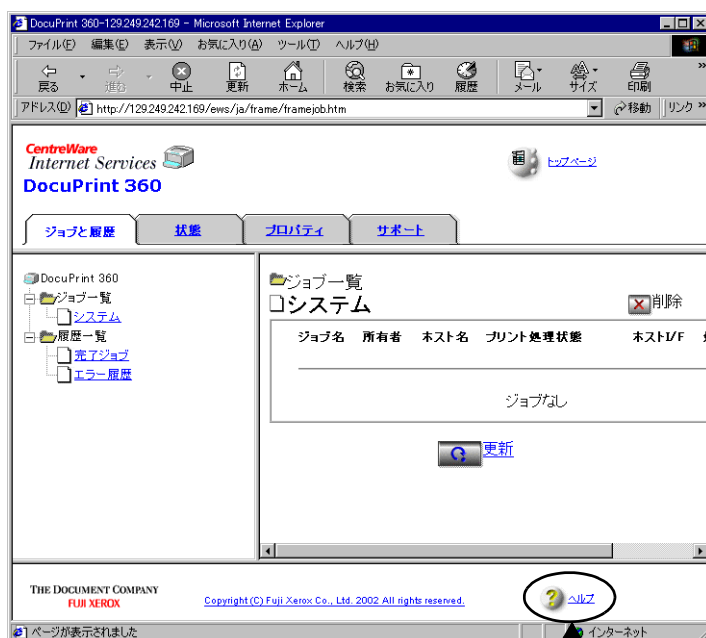 DocuPrint 360-129.249.242.169 - Microsoft Internet Explorer
ファイル(F) 編集(E) 表示(V) お気に入り(A) ツール(T) ヘルプ(H)
戻る 進む 中止 更新 ホーム 検索 お気に入り 履歴 メール サイズ 印刷 »
アドレス(D) http://129.249.242.169/ews/ja/frame/framejob.htm 移動 リンク »
CentreWare
Internet Services
DocuPrint 360
トップページ
ジョブと履歴 状態 プロパティ サポート
DocuPrint 360
ジョブ一覧
システム
履歴一覧
完了ジョブ
エラー履歴
ジョブ一覧
システム
削除
ジョブ名 所有者 ホスト名 プリント処理状態 ホストI/F
ジョブなし
更新
THE DOCUMENT COMPANY
FUJI XEROX
Copyright (C) Fuji Xerox Co., Ltd. 2002 All rights reserved.
ヘルプ
ページが表示されました インターネット